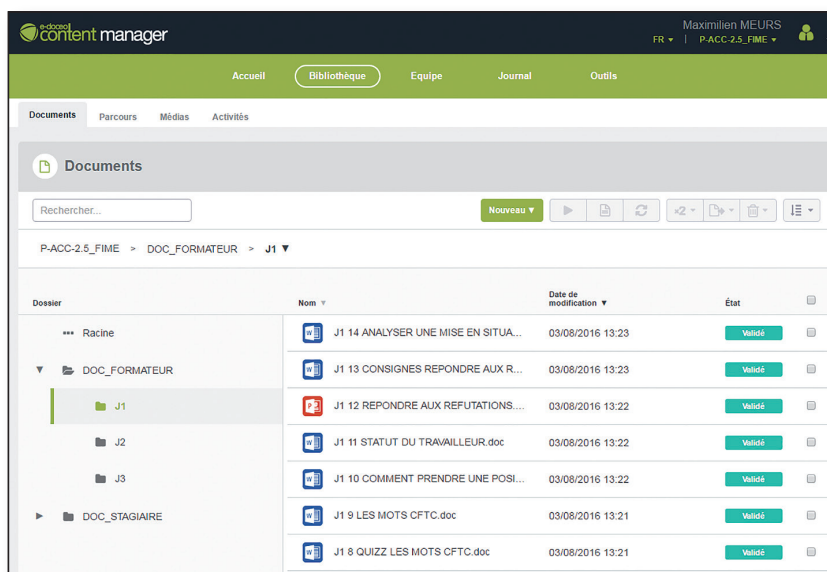 e-doceo
content manager
Maximilien MEURS
FR | P-ACC-2.5_FIME
Accueil Bibliothèque Equipe Journal Outils
Documents Parcours Médias Activités
Documents
Rechercher...
Nouveau
x2
P-ACC-2.5_FIME > DOC_FORMATEUR > J1
Dossier Nom Date de modification État
Racine
J1 14 ANALYSER UNE MISE EN SITUA... 03/08/2016 13:23 Validé
DOC_FORMATEUR
J1 13 CONSIGNES REPONDRE AUX R... 03/08/2016 13:23 Validé
J1
J1 12 REPONDRE AUX REFUTATIONS.... 03/08/2016 13:22 Validé
J2
J1 11 STATUT DU TRAVAILLEUR.doc 03/08/2016 13:22 Validé
J3
J1 10 COMMENT PRENDRE UNE POSI... 03/08/2016 13:22 Validé
DOC_STAGIAIRE
J1 9 LES MOTS CFTC.doc 03/08/2016 13:21 Validé
J1 8 QUIZZ LES MOTS CFTC.doc 03/08/2016 13:21 Validé